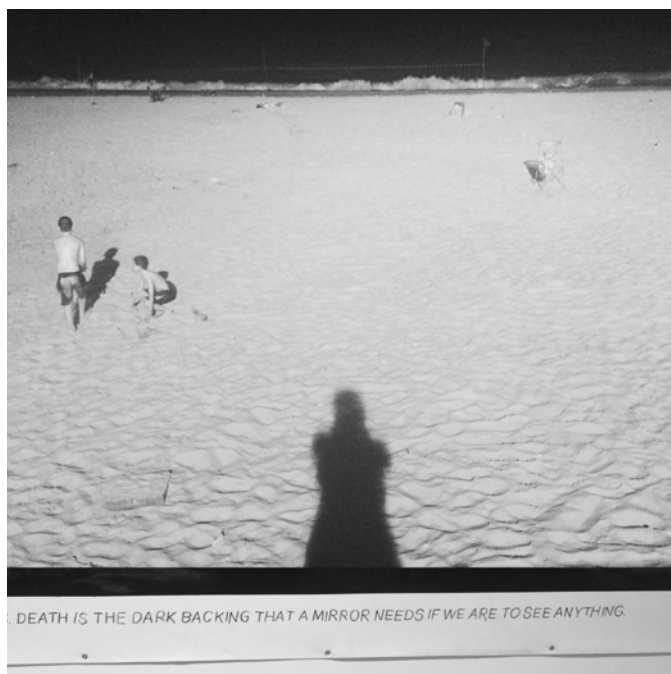 . DEATH IS THE DARK BACKING THAT A MIRROR NEEDS IF WE ARE TO SEE ANYTHING.